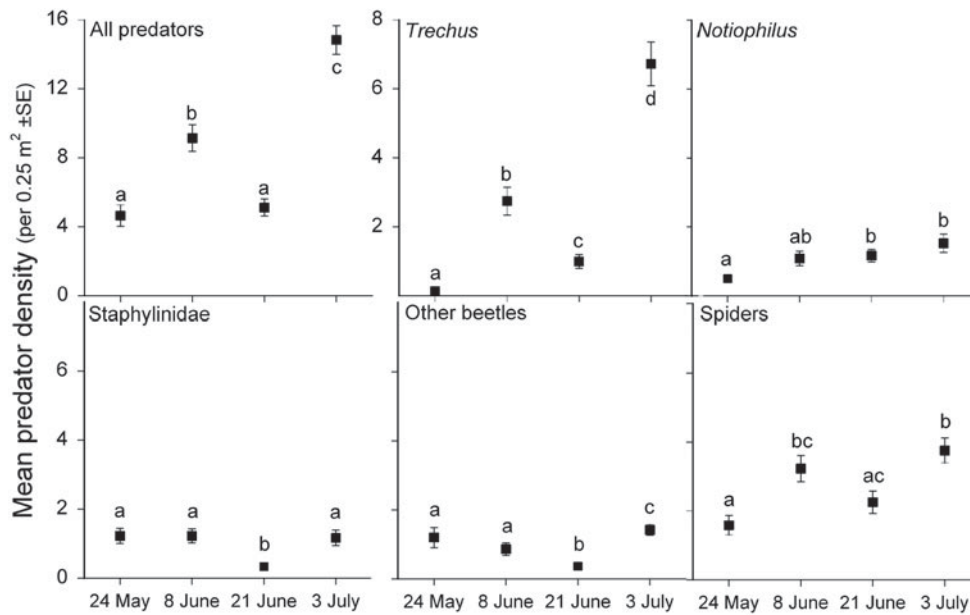 Mean predator density (per 0.25 m² ±SE)
All predators
16
12
8
4
0
a
b
a
c
Trechus
8
6
4
2
a
b
c
d
Notiophilus
a
ab
b
b
Staphylinidae
6
4
2
0
a
a
b
a
24 May 8 June 21 June 3 July
Other beetles
a
a
b
c
24 May 8 June 21 June 3 July
Spiders
a
bc
ac
b
24 May 8 June 21 June 3 July